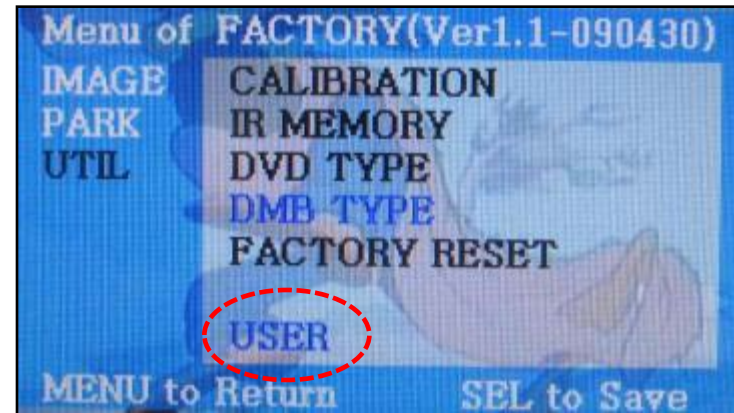 Menu of FACTORY(Ver1.1-090430)
IMAGE CALIBRATION
PARK IR MEMORY
UTIL DVD TYPE
DMB TYPE
FACTORY RESET
USER
MENU to Return SEL to Save